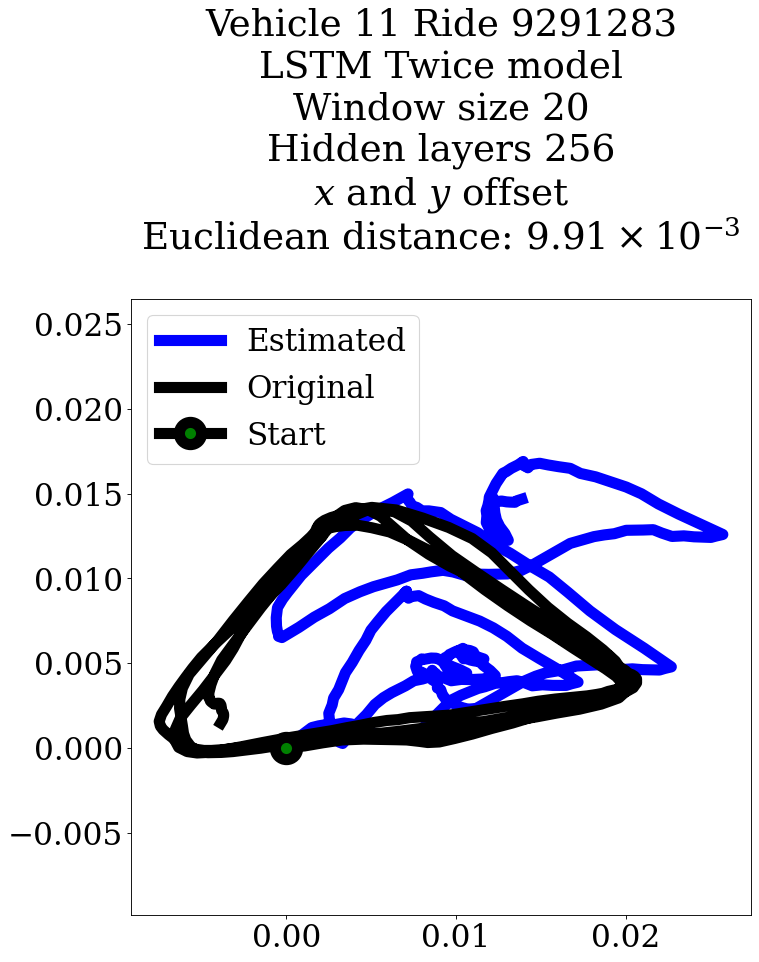 Vehicle 11 Ride 9291283
LSTM Twice model
Window size 20
Hidden layers 256
x and y offset
Euclidean distance: 9.91 × 10⁻³
Estimated
Original
Start
0.025
0.020
0.015
0.010
0.005
0.000
−0.005
0.00 0.01 0.02